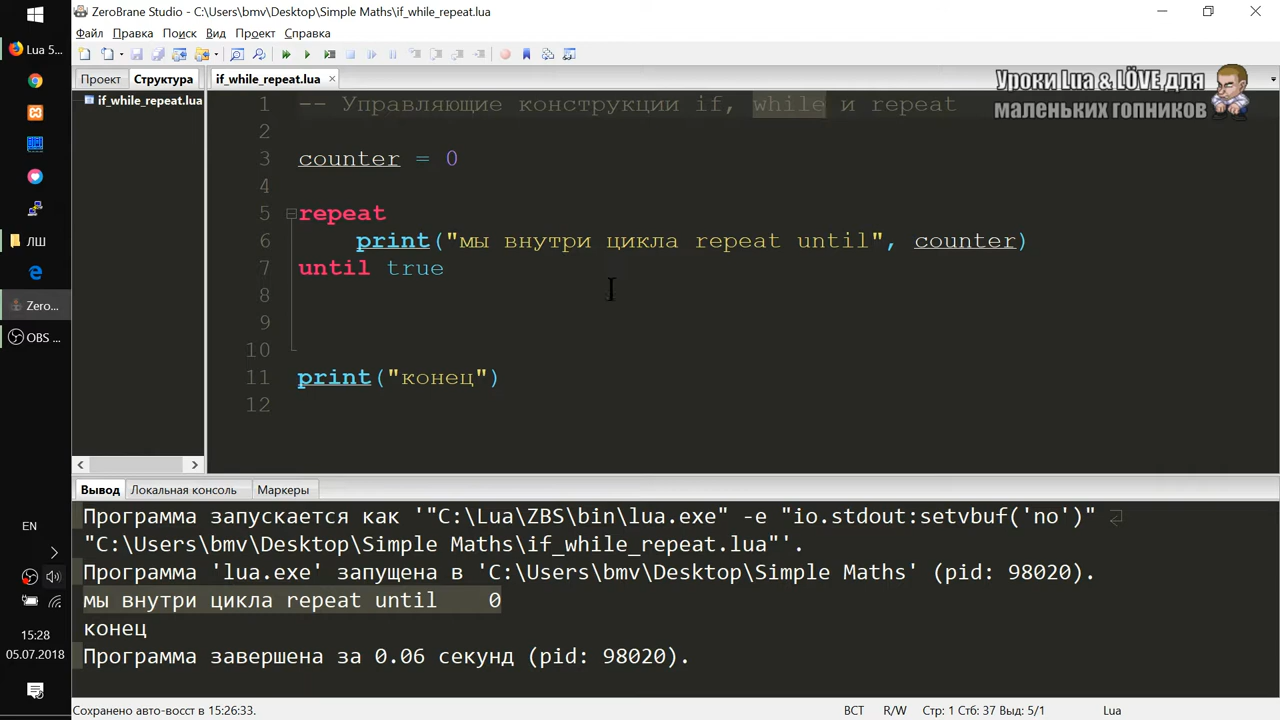 ZeroBrane Studio - C:\Users\bmv\Desktop\Simple Maths\if_while_repeat.lua
Lua 5...
Файл Правка Поиск Вид Проект Справка
Проект Структура if_while_repeat.lua
Уроки Lua & LÖVE для
маленьких гопников
if_while_repeat.lua
1 -- Управляющие конструкции if, while и repeat
2
3 counter = 0
4
5 repeat
6 print("мы внутри цикла repeat until", counter)
7 until true
8
9
10
11 print("конец")
12
ЛШ
Zero...
OBS ...
Вывод Локальная консоль Маркеры
Программа запускается как '"C:\Lua\ZBS\bin\lua.exe" -e "io.stdout:setvbuf('no')"
"C:\Users\bmv\Desktop\Simple Maths\if_while_repeat.lua"'.
Программа 'lua.exe' запущена в 'C:\Users\bmv\Desktop\Simple Maths' (pid: 98020).
мы внутри цикла repeat until 0
конец
Программа завершена за 0.06 секунд (pid: 98020).
EN
15:28
05.07.2018
Сохранено авто-восст в 15:26:33.
ВСТ R/W Стр: 1 Стб: 37 Выд: 5/1 Lua